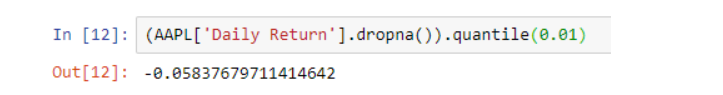 In [12]: (AAPL['Daily Return'].dropna()).quantile(0.01)
Out[12]: -0.05837679711414642